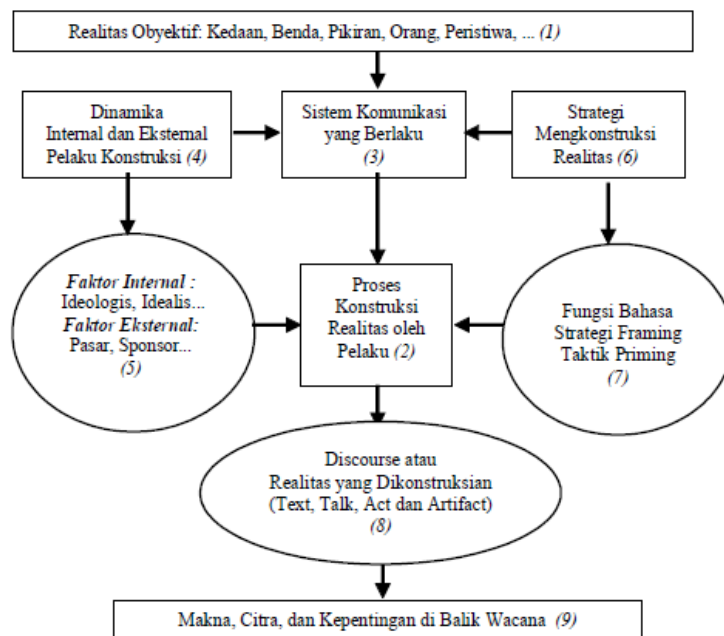 Realitas Obyektif: Kedaan, Benda, Pikiran, Orang, Peristiwa, ... (1)
Dinamika
Internal dan Eksternal
Pelaku Konstruksi (4)
Sistem Komunikasi
yang Berlaku
(3)
Strategi
Mengkonstruksi
Realitas (6)
Faktor Internal :
Ideologis, Idealis...
Faktor Eksternal:
Pasar, Sponsor...
(5)
Proses
Konstruksi
Realitas oleh
Pelaku (2)
Fungsi Bahasa
Strategi Framing
Taktik Priming
(7)
Discourse atau
Realitas yang Dikonstruksian
(Text, Talk, Act dan Artifact)
(8)
Makna, Citra, dan Kepentingan di Balik Wacana (9)